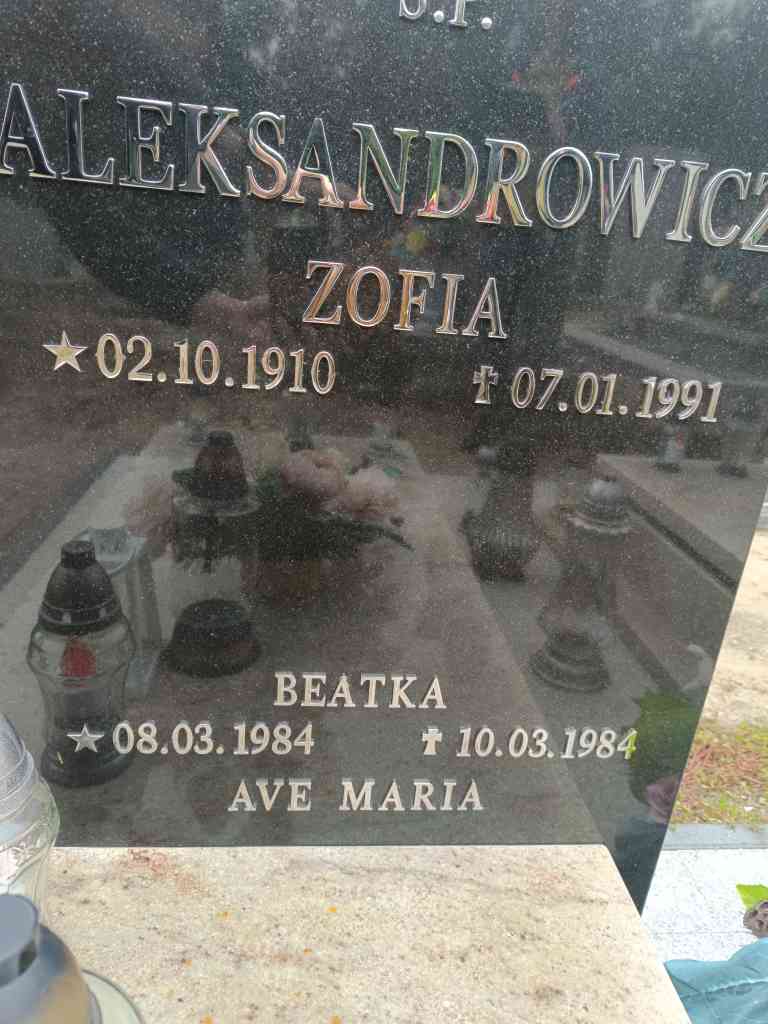 Ś.P.
ALEKSANDROWICZ
ZOFIA
02.10.1910 07.01.1991
BEATKA
08.03.1984 10.03.1984
AVE MARIA